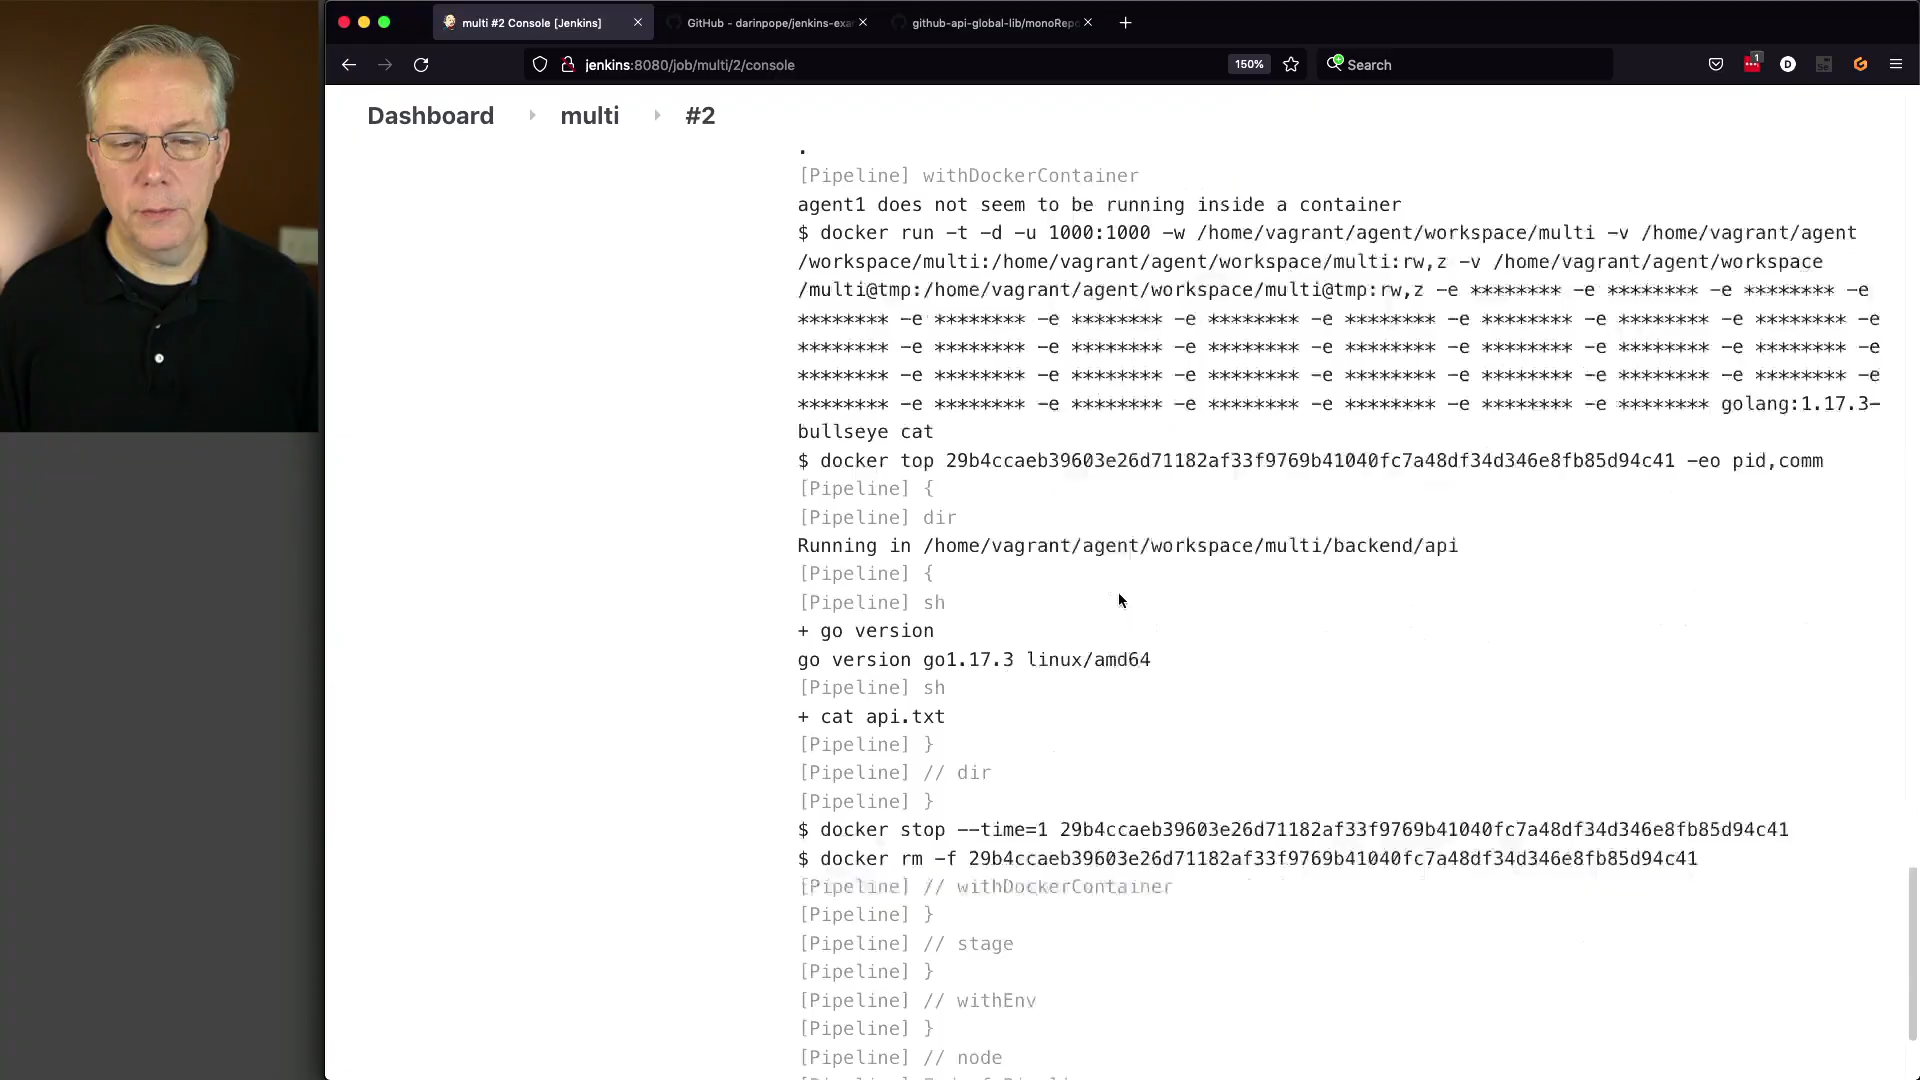 multi #2 Console [Jenkins]
GitHub - darinpope/jenkins-exa
github-api-global-lib/monoRepo
jenkins:8080/job/multi/2/console
150%
Search
1
D
Dashboard
multi
#2
.
[Pipeline] withDockerContainer
agent1 does not seem to be running inside a container
$ docker run -t -d -u 1000:1000 -w /home/vagrant/agent/workspace/multi -v /home/vagrant/agent
/workspace/multi:/home/vagrant/agent/workspace/multi:rw,z -v /home/vagrant/agent/workspace
/multi@tmp:/home/vagrant/agent/workspace/multi@tmp:rw,z -e ******** -e ******** -e ******** -e
******** -e ******** -e ******** -e ******** -e ******** -e ******** -e ******** -e ******** -e
******** -e ******** -e ******** -e ******** -e ******** -e ******** -e ******** -e ******** -e
******** -e ******** -e ******** -e ******** -e ******** -e ******** -e ******** -e ******** -e
******** -e ******** -e ******** -e ******** -e ******** -e ******** -e ******** golang:1.17.3-
bullseye cat
$ docker top 29b4ccaeb39603e26d71182af33f9769b41040fc7a48df34d346e8fb85d94c41 -eo pid,comm
[Pipeline] {
[Pipeline] dir
Running in /home/vagrant/agent/workspace/multi/backend/api
[Pipeline] {
[Pipeline] sh
+ go version
go version go1.17.3 linux/amd64
[Pipeline] sh
+ cat api.txt
[Pipeline] }
[Pipeline] // dir
[Pipeline] }
$ docker stop --time=1 29b4ccaeb39603e26d71182af33f9769b41040fc7a48df34d346e8fb85d94c41
$ docker rm -f 29b4ccaeb39603e26d71182af33f9769b41040fc7a48df34d346e8fb85d94c41
[Pipeline] // withDockerContainer
[Pipeline] }
[Pipeline] // stage
[Pipeline] }
[Pipeline] // withEnv
[Pipeline] }
[Pipeline] // node